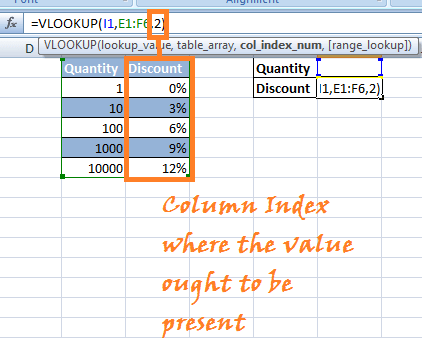 Font
Alignment
fx =VLOOKUP(I1,E1:F6,2)
VLOOKUP(lookup_value, table_array, col_index_num, [range_lookup])
D
Quantity Discount
1 0%
10 3%
100 6%
1000 9%
10000 12%
Quantity
Discount I1,E1:F6,2)
Column Index
where the Value
ought to be
present